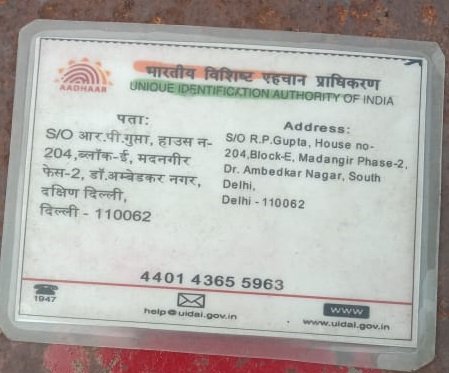 AADHAAR
भारतीय विशिष्ट पहचान प्राधिकरण
UNIQUE IDENTIFICATION AUTHORITY OF INDIA
पता:
S/O आर.पी.गुप्ता, हाउस न-
204,ब्लॉक-ई, मदनगीर
फेस-2, डॉ.अम्बेडकर नगर,
दक्षिण दिल्ली,
दिल्ली - 110062
Address:
S/O R.P.Gupta, House no-
204,Block-E, Madangir Phase-2,
Dr. Ambedkar Nagar, South
Delhi,
Delhi - 110062
4401 4365 5963
1947
help@uidai.gov.in
www
www.uidai.gov.in